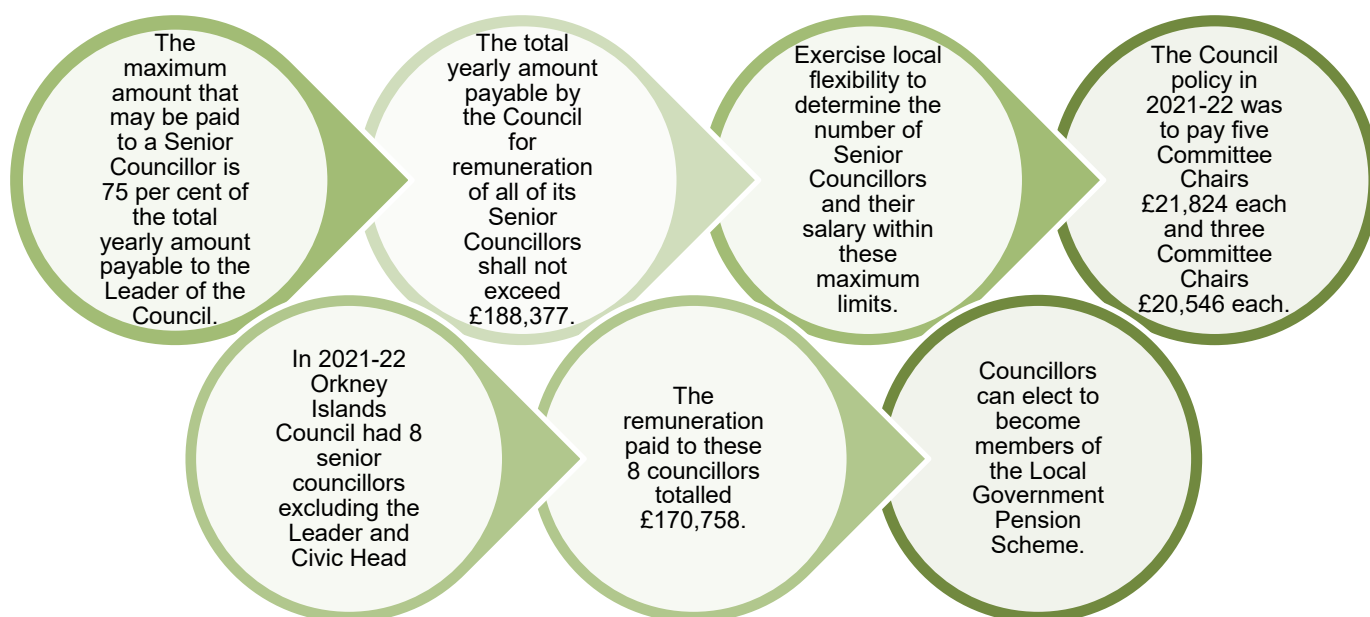 The
maximum
amount that
may be paid
to a Senior
Councillor is
75 per cent of
the total
yearly amount
payable to the
Leader of the
Council.
The total
yearly amount
payable by
the Council
for
remuneration
of all of its
Senior
Councillors
shall not
exceed
£188,377.
Exercise local
flexibility to
determine the
number of
Senior
Councillors
and their
salary within
these
maximum
limits.
The Council
policy in
2021-22 was
to pay five
Committee
Chairs
£21,824 each
and three
Committee
Chairs
£20,546 each.
In 2021-22
Orkney
Islands
Council had 8
senior
councillors
excluding the
Leader and
Civic Head
The
remuneration
paid to these
8 councillors
totalled
£170,758.
Councillors
can elect to
become
members of
the Local
Government
Pension
Scheme.